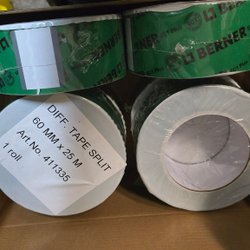 BERNER
DIFF. TAPE SPLIT
60 MM x 25 M
Art.No. 411335
1 roll